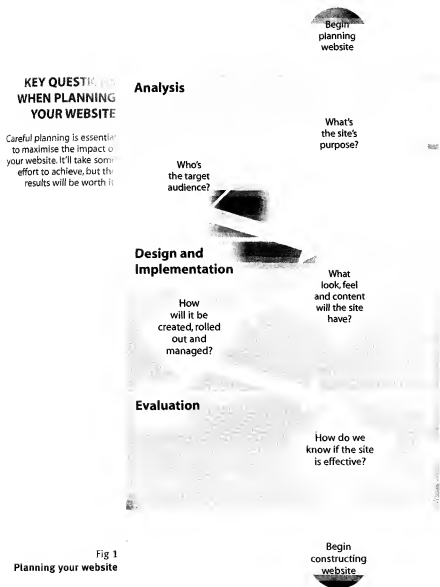 Begin
planning
website
KEY
WHEN PLANNING
YOUR WEBSITE
Careful planning is
to maximise the impact
your website. It'll take
effort to achieve, but
results will be worth
Analysis
What's
the site's
purpose?
Who's
the target
audience?
Design and
Implementation
What
look, feel
and content
will the site
have?
How
will it be
created, rolled
out and
managed?
Evaluation
How do we
know if the site
is effective?
Fig 1
Planning your website
Begin
constructing
website